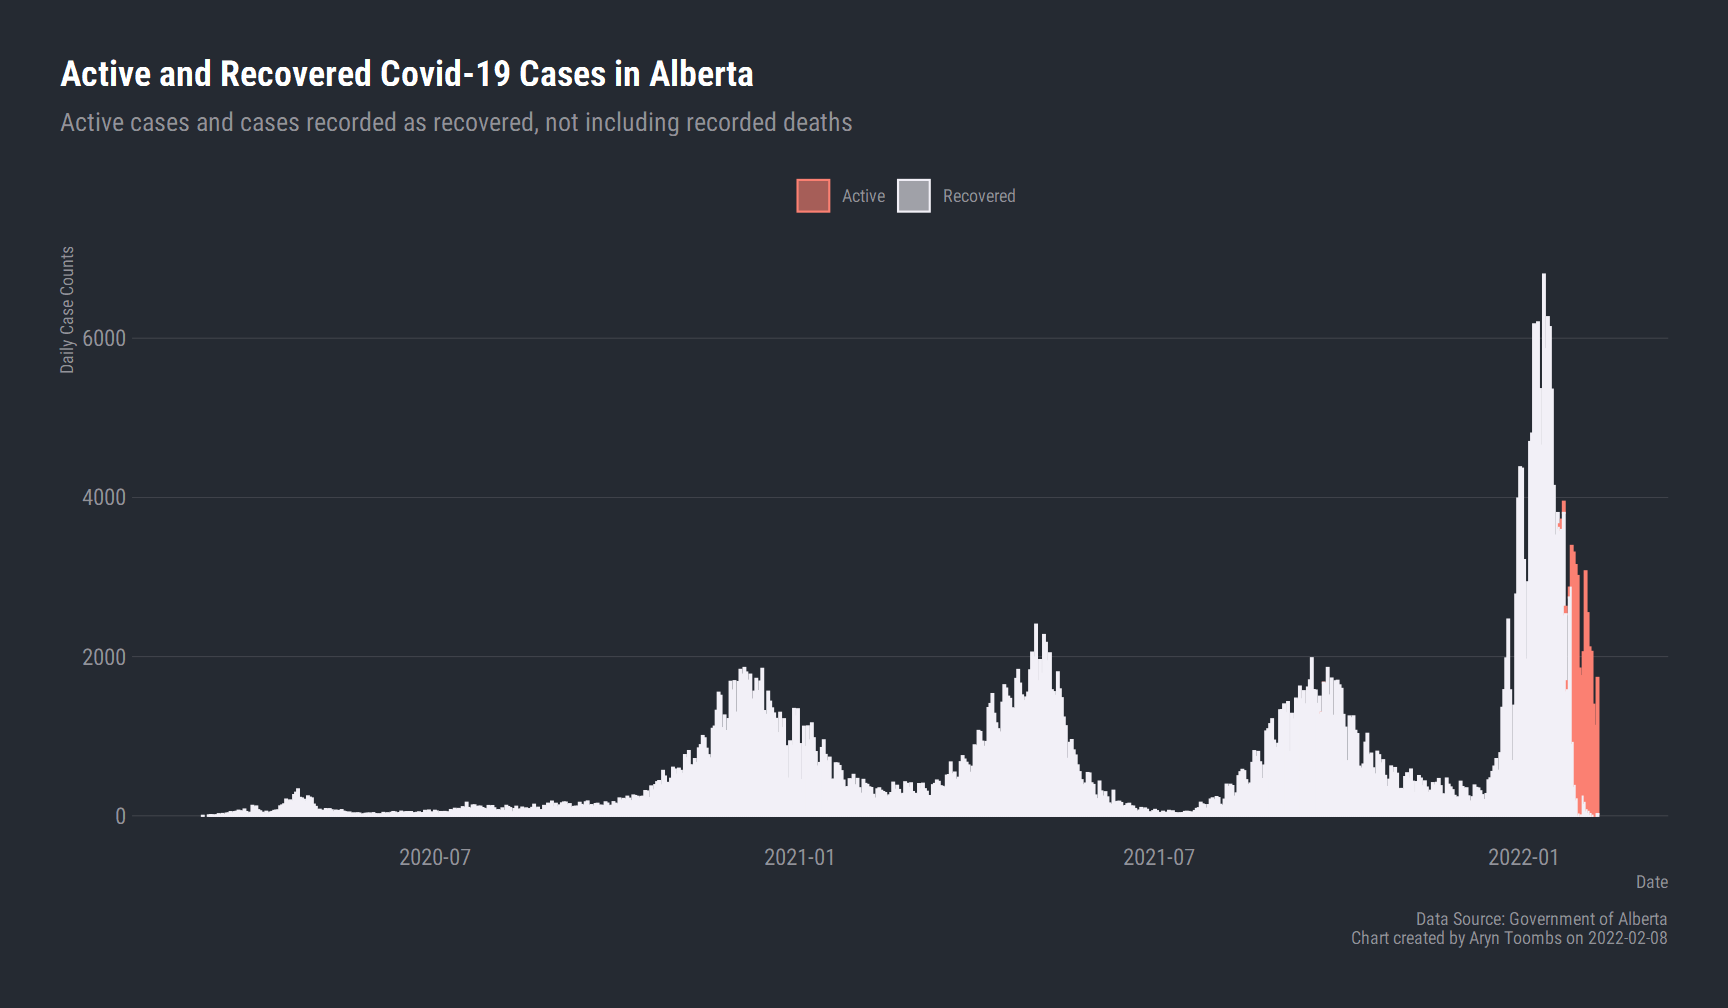 Active and Recovered Covid-19 Cases in Alberta
Active cases and cases recorded as recovered, not including recorded deaths
Active
Recovered
Daily Case Counts
6000
4000
2000
0
2020-07
2021-01
2021-07
2022-01
Date
Data Source: Government of Alberta
Chart created by Aryn Toombs on 2022-02-08